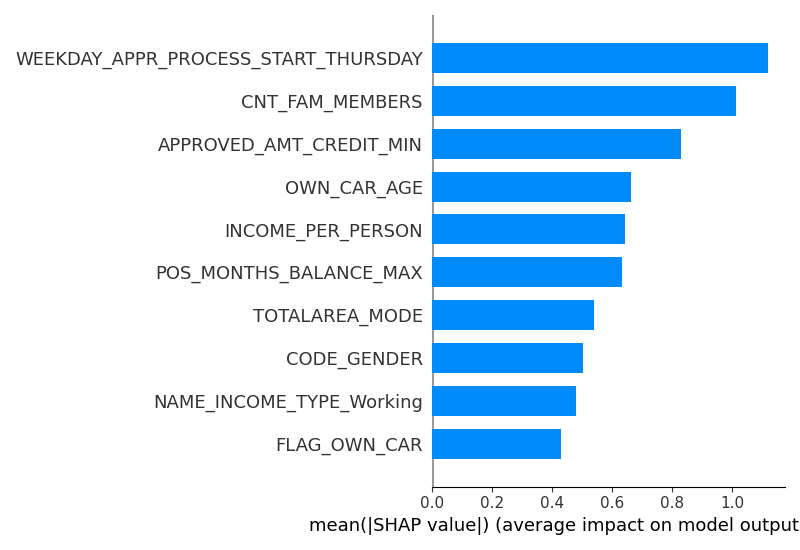 WEEKDAY_APPR_PROCESS_START_THURSDAY
CNT_FAM_MEMBERS
APPROVED_AMT_CREDIT_MIN
OWN_CAR_AGE
INCOME_PER_PERSON
POS_MONTHS_BALANCE_MAX
TOTALAREA_MODE
CODE_GENDER
NAME_INCOME_TYPE_Working
FLAG_OWN_CAR
0.0 0.2 0.4 0.6 0.8 1.0
mean(|SHAP value|) (average impact on model output